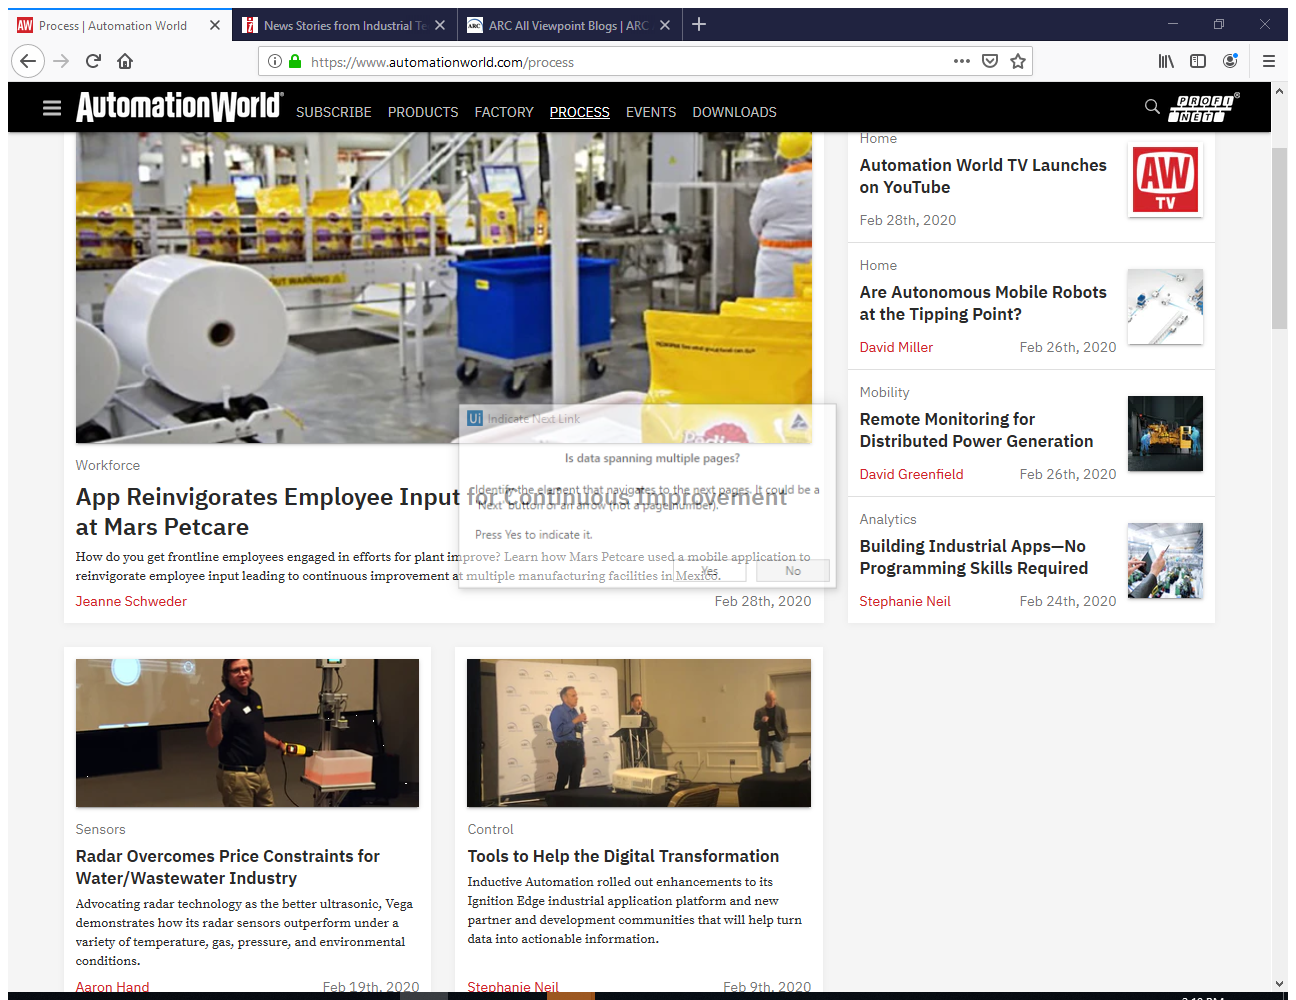 Process | Automation World
News Stories from Industrial Te
ARC All Viewpoint Blogs | ARC
https://www.automationworld.com/process
AutomationWorld®
SUBSCRIBE PRODUCTS FACTORY PROCESS EVENTS DOWNLOADS
PROFI
NET
OUT WARNING
Workforce
App Reinvigorates Employee Input for Continuous Improvement
at Mars Petcare
How do you get frontline employees engaged in efforts for plant improve? Learn how Mars Petcare used a mobile application to
reinvigorate employee input leading to continuous improvement at multiple manufacturing facilities in Mexico.
Jeanne Schweder Feb 28th, 2020
Ui Indicate Next Link
Is data spanning multiple pages?
Identify the element that navigates to the next pages. It could be a
'Next' button or an arrow (not a page number).
Press Yes to indicate it.
Yes No
Home
Automation World TV Launches
on YouTube
Feb 28th, 2020
AW
TV
Home
Are Autonomous Mobile Robots
at the Tipping Point?
David Miller Feb 26th, 2020
Mobility
Remote Monitoring for
Distributed Power Generation
David Greenfield Feb 26th, 2020
Analytics
Building Industrial Apps—No
Programming Skills Required
Stephanie Neil Feb 24th, 2020
Sensors
Radar Overcomes Price Constraints for
Water/Wastewater Industry
Advocating radar technology as the better ultrasonic, Vega
demonstrates how its radar sensors outperform under a
variety of temperature, gas, pressure, and environmental
conditions.
Aaron Hand Feb 19th, 2020
Control
Tools to Help the Digital Transformation
Inductive Automation rolled out enhancements to its
Ignition Edge industrial application platform and new
partner and development communities that will help turn
data into actionable information.
Stephanie Neil Feb 9th, 2020